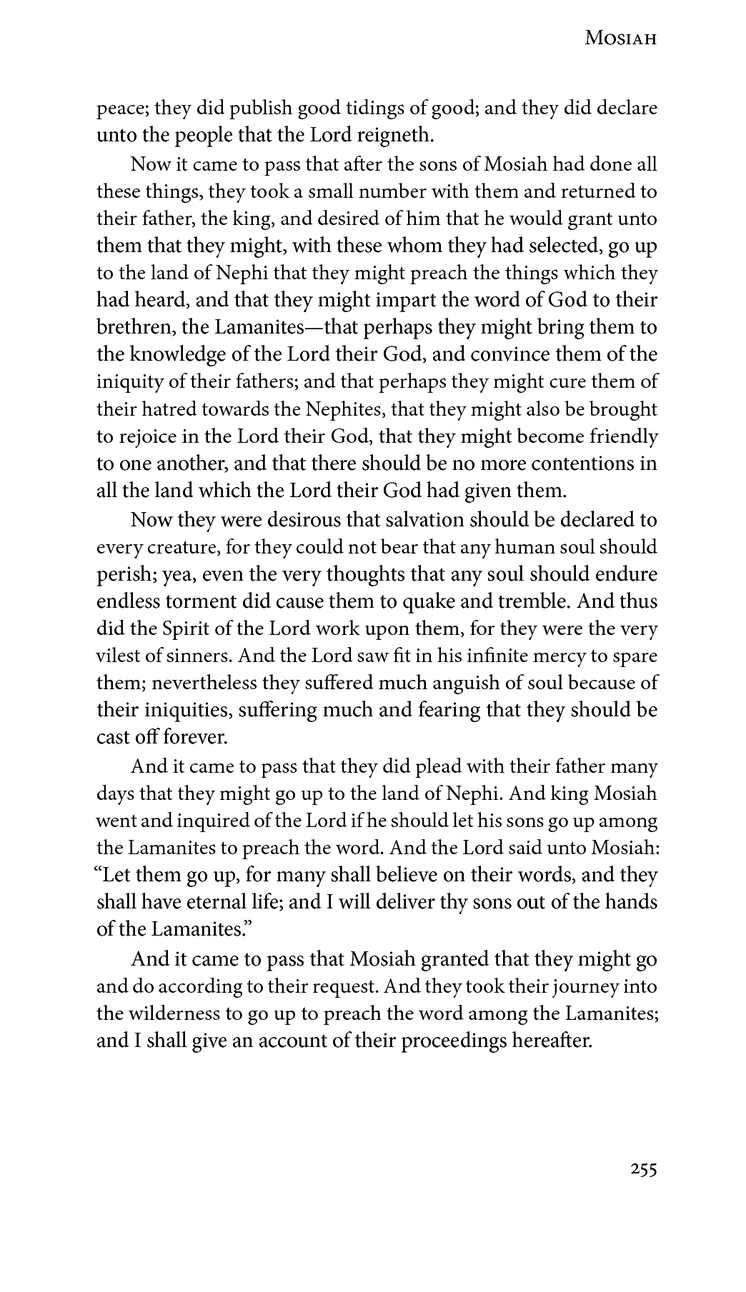 Mosiah
peace; they did publish good tidings of good; and they did declare
unto the people that the Lord reigneth.
Now it came to pass that after the sons of Mosiah had done all
these things, they took a small number with them and returned to
their father, the king, and desired of him that he would grant unto
them that they might, with these whom they had selected, go up
to the land of Nephi that they might preach the things which they
had heard, and that they might impart the word of God to their
brethren, the Lamanites—that perhaps they might bring them to
the knowledge of the Lord their God, and convince them of the
iniquity of their fathers; and that perhaps they might cure them of
their hatred towards the Nephites, that they might also be brought
to rejoice in the Lord their God, that they might become friendly
to one another, and that there should be no more contentions in
all the land which the Lord their God had given them.
Now they were desirous that salvation should be declared to
every creature, for they could not bear that any human soul should
perish; yea, even the very thoughts that any soul should endure
endless torment did cause them to quake and tremble. And thus
did the Spirit of the Lord work upon them, for they were the very
vilest of sinners. And the Lord saw fit in his infinite mercy to spare
them; nevertheless they suffered much anguish of soul because of
their iniquities, suffering much and fearing that they should be
cast off forever.
And it came to pass that they did plead with their father many
days that they might go up to the land of Nephi. And king Mosiah
went and inquired of the Lord if he should let his sons go up among
the Lamanites to preach the word. And the Lord said unto Mosiah:
“Let them go up, for many shall believe on their words, and they
shall have eternal life; and I will deliver thy sons out of the hands
of the Lamanites.”
And it came to pass that Mosiah granted that they might go
and do according to their request. And they took their journey into
the wilderness to go up to preach the word among the Lamanites;
and I shall give an account of their proceedings hereafter.
255